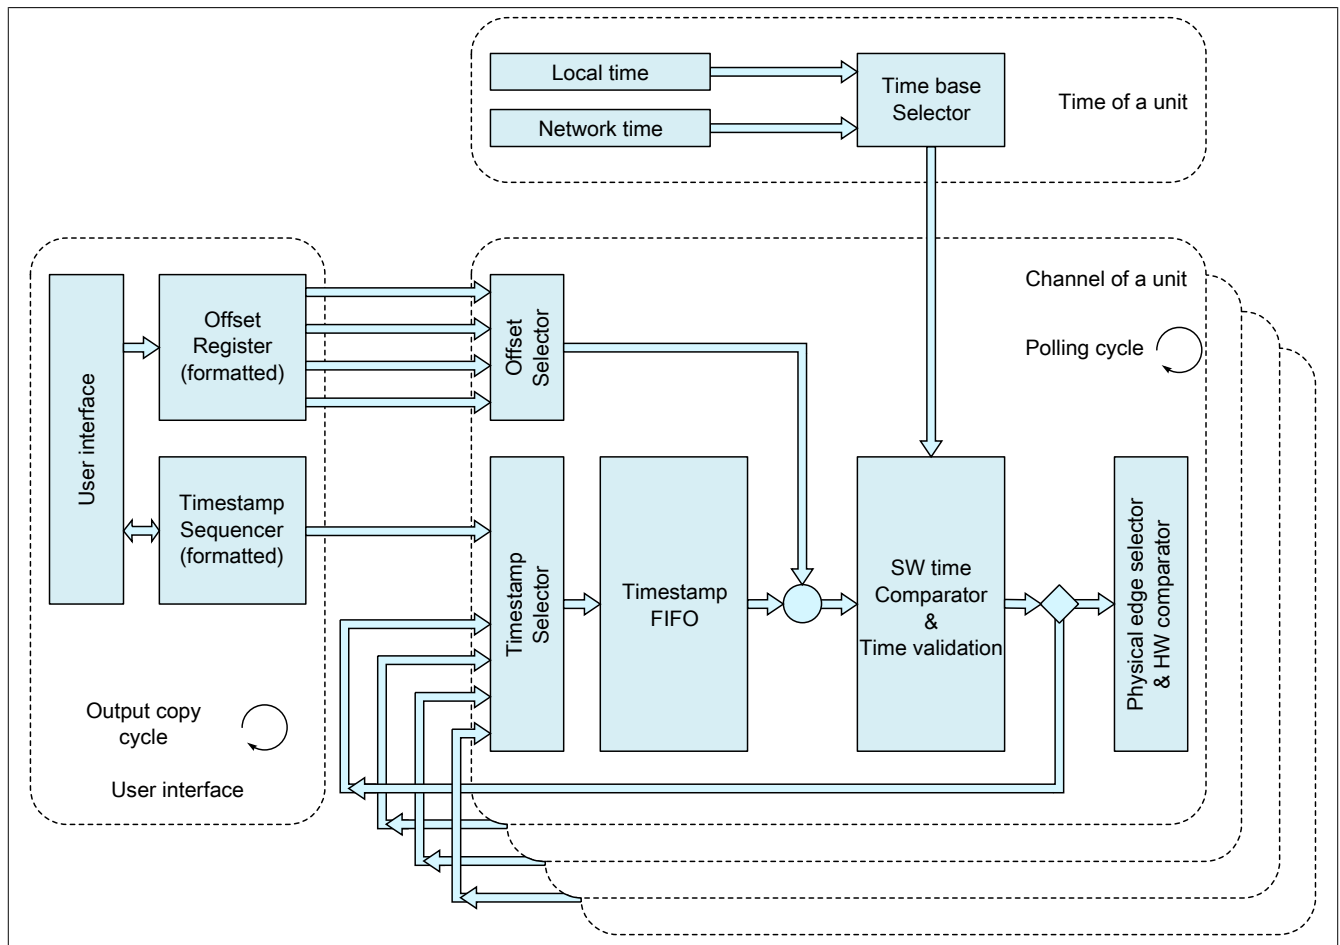 Local time
Network time
Time base
Selector
Time of a unit
Channel of a unit
Polling cycle
User interface
Offset
Register
(formatted)
Timestamp
Sequencer
(formatted)
Output copy
cycle
User interface
Offset
Selector
Timestamp
Selector
Timestamp
FIFO
SW time
Comparator
&
Time validation
Physical edge selector
& HW comparator